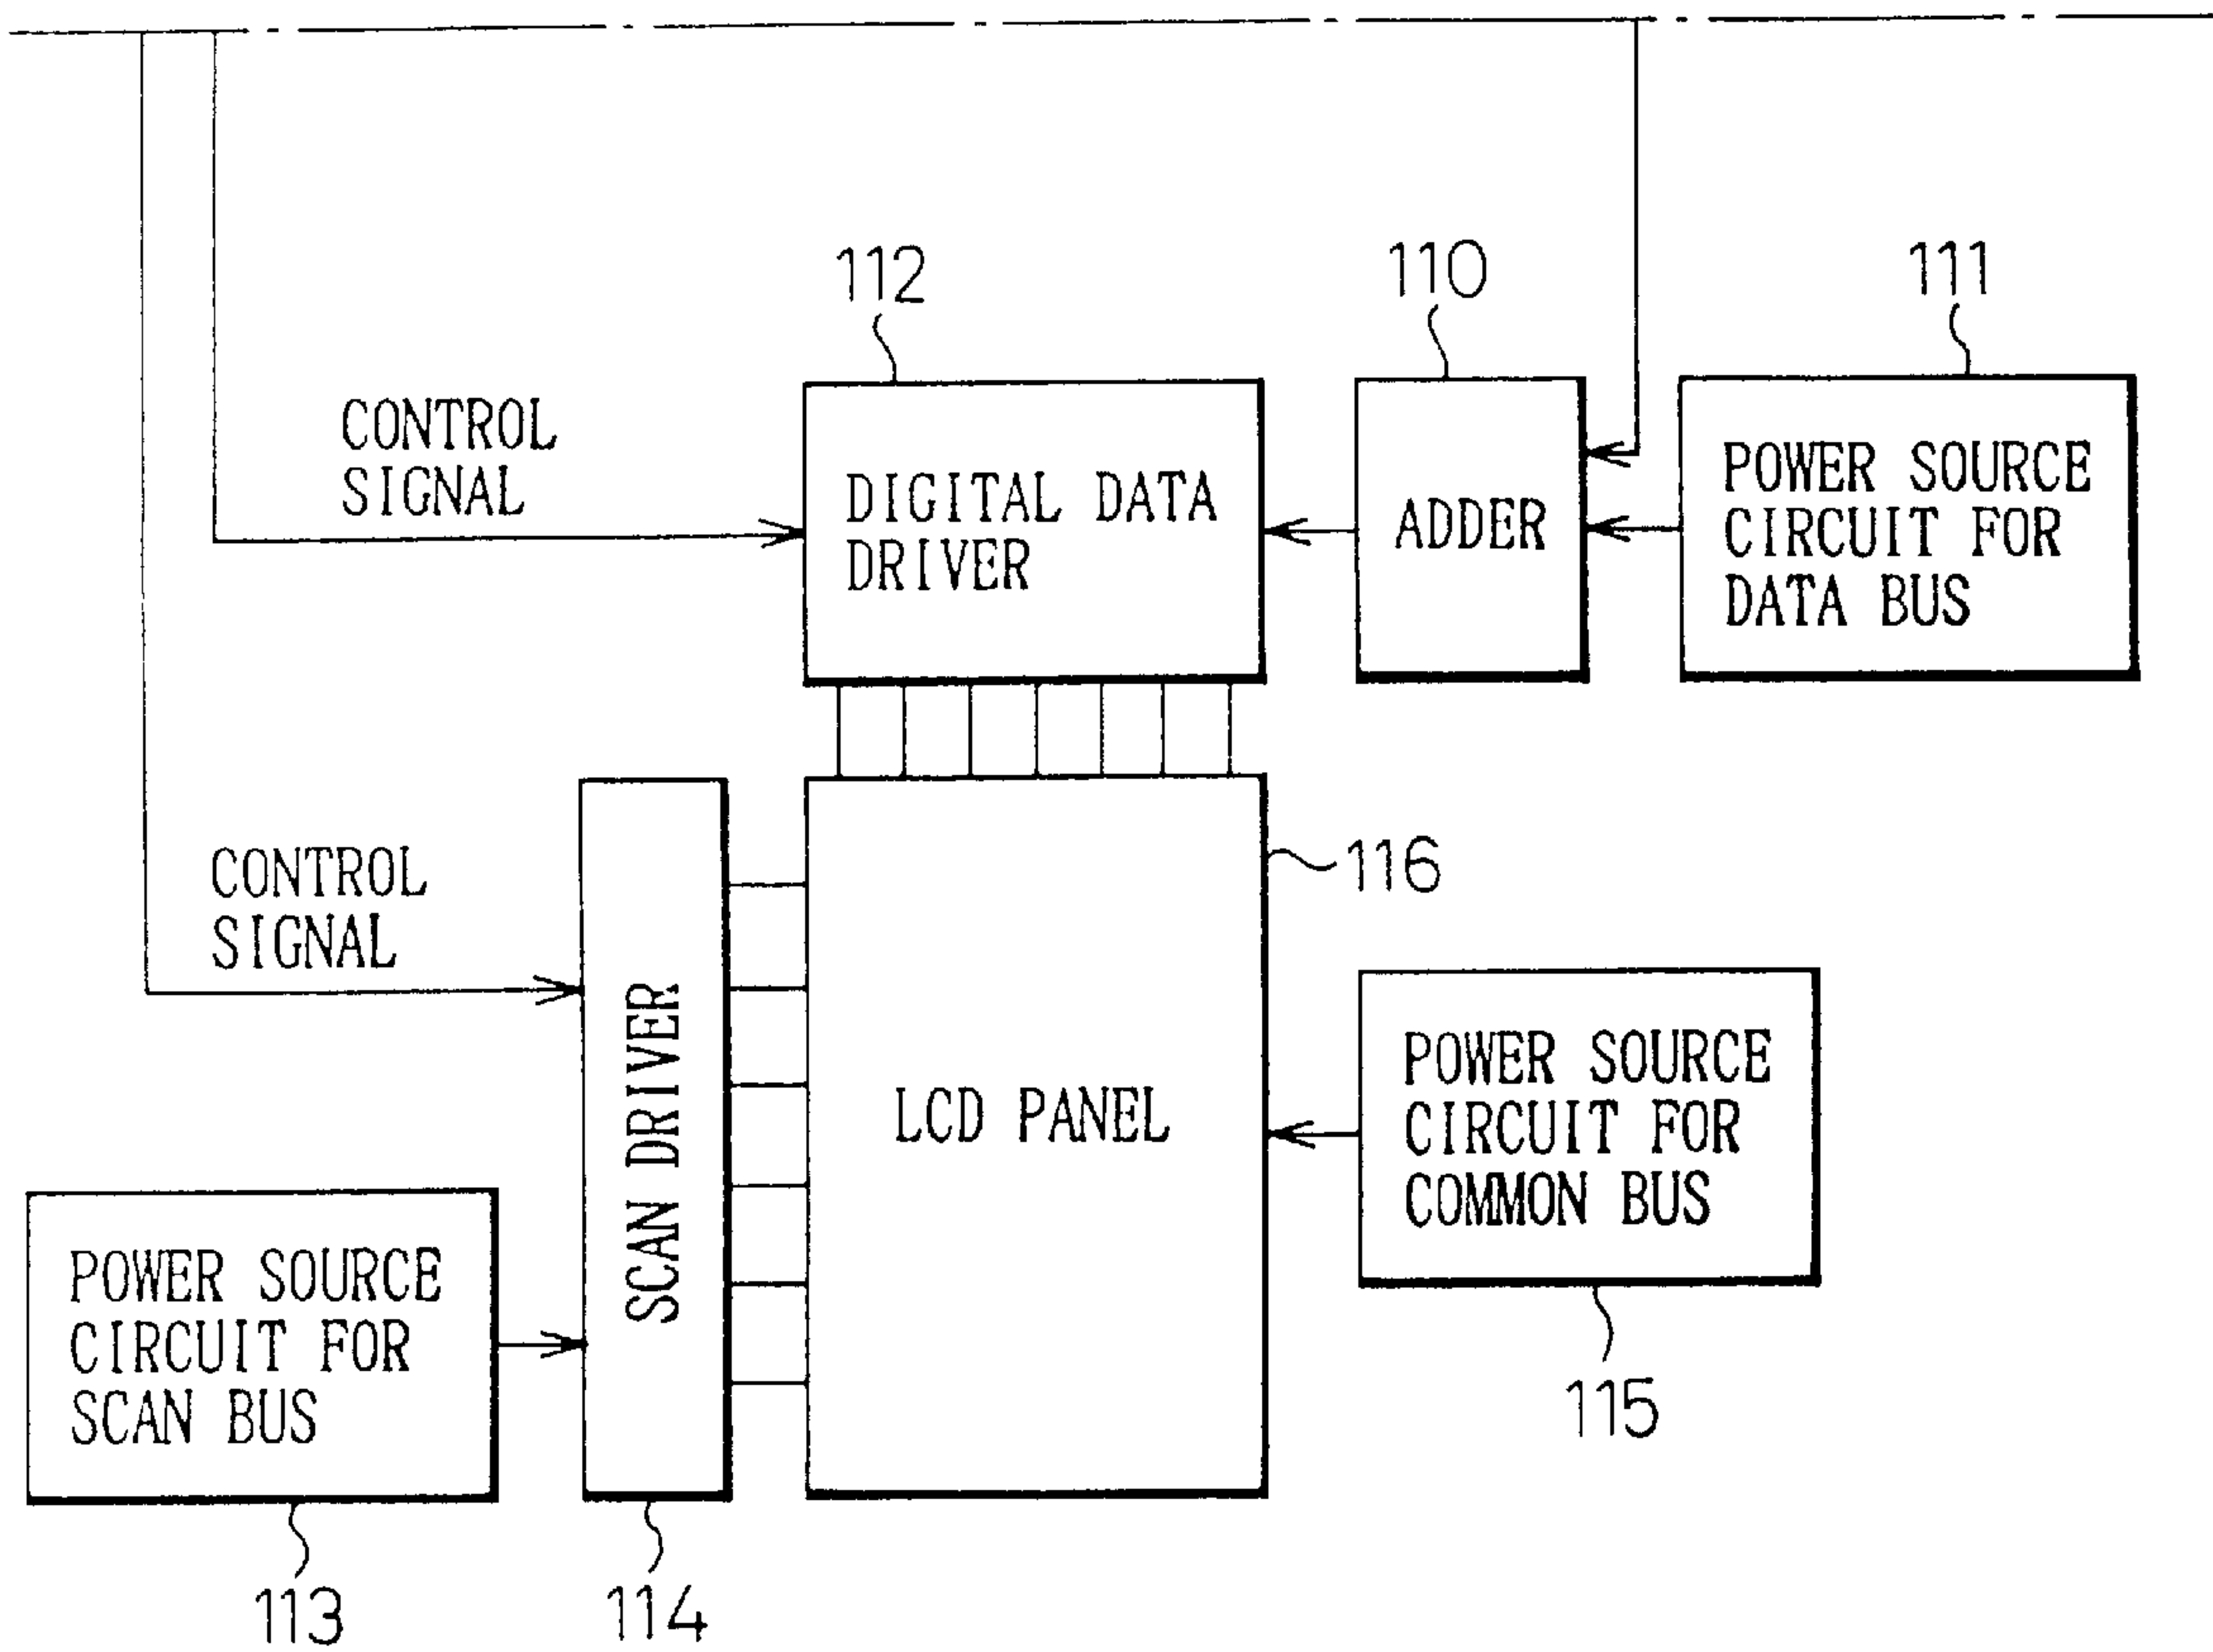 112
110
111
CONTROL
SIGNAL
DIGITAL DATA
DRIVER
ADDER
POWER SOURCE
CIRCUIT FOR
DATA BUS
116
CONTROL
SIGNAL
SCAN DRIVER
LCD PANEL
POWER SOURCE
CIRCUIT FOR
COMMON BUS
115
POWER SOURCE
CIRCUIT FOR
SCAN BUS
113
114